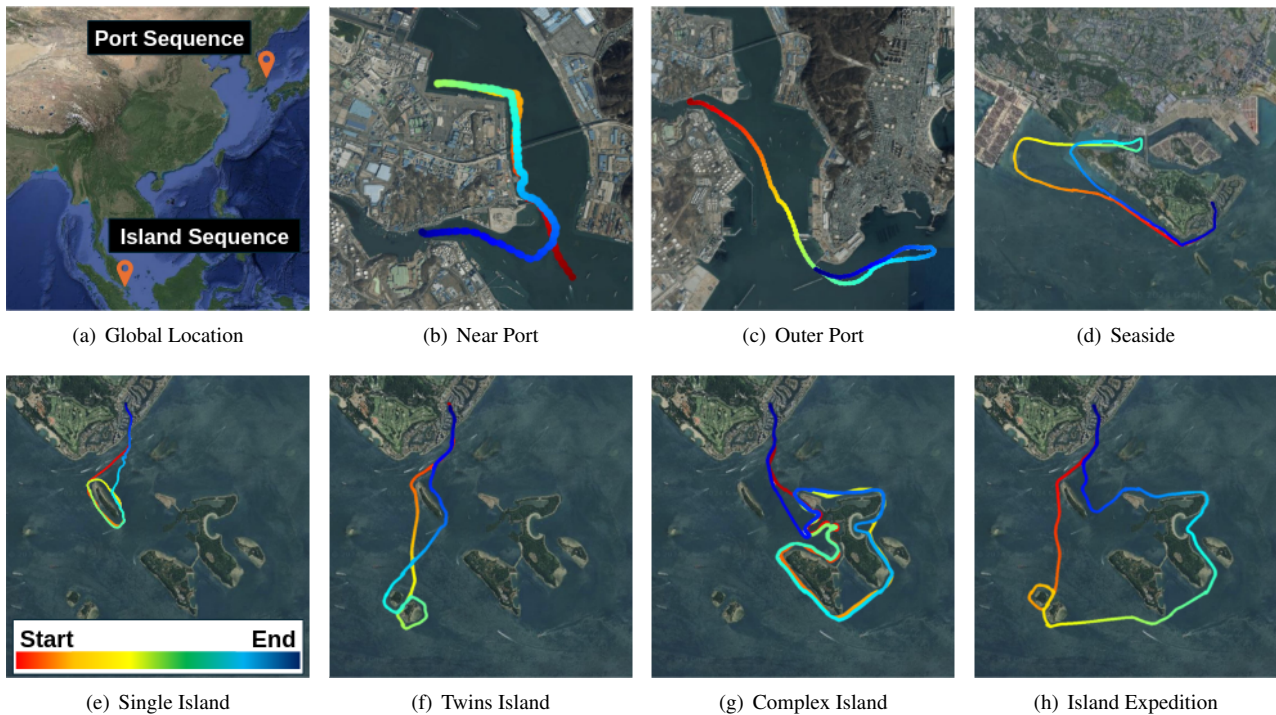 Port Sequence
Island Sequence
(a) Global Location
(b) Near Port
(c) Outer Port
(d) Seaside
Start End
(e) Single Island
(f) Twins Island
(g) Complex Island
(h) Island Expedition